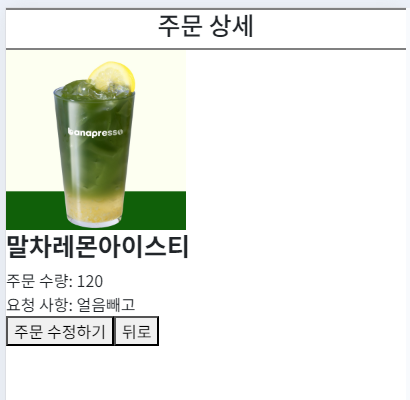 주문 상세
banapresso
말차레몬아이스티
주문 수량: 120
요청 사항: 얼음빼고
주문 수정하기 뒤로